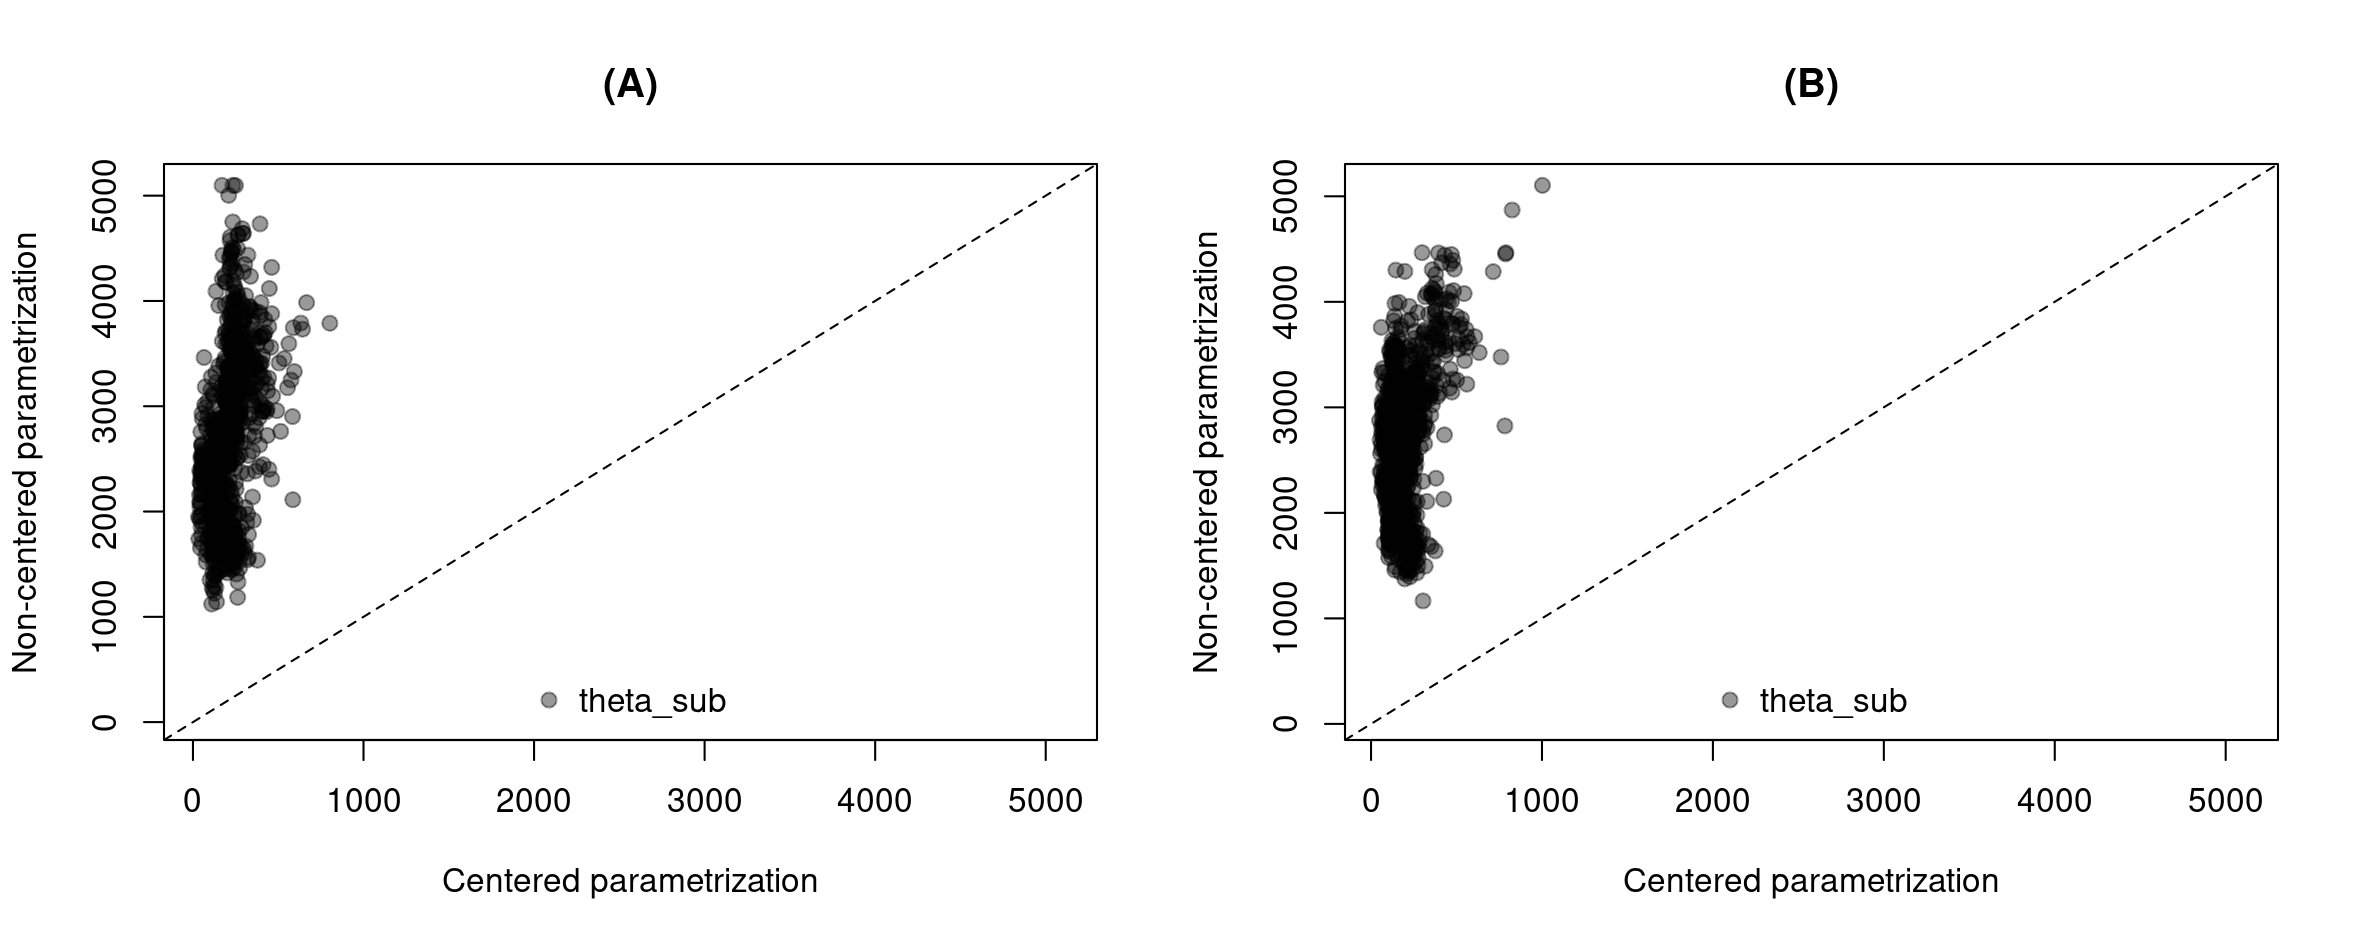 (A)
Non-centered parametrization
5000
4000
3000
2000
1000
0
theta_sub
0 1000 2000 3000 4000 5000
Centered parametrization
(B)
Non-centered parametrization
5000
4000
3000
2000
1000
0
theta_sub
0 1000 2000 3000 4000 5000
Centered parametrization